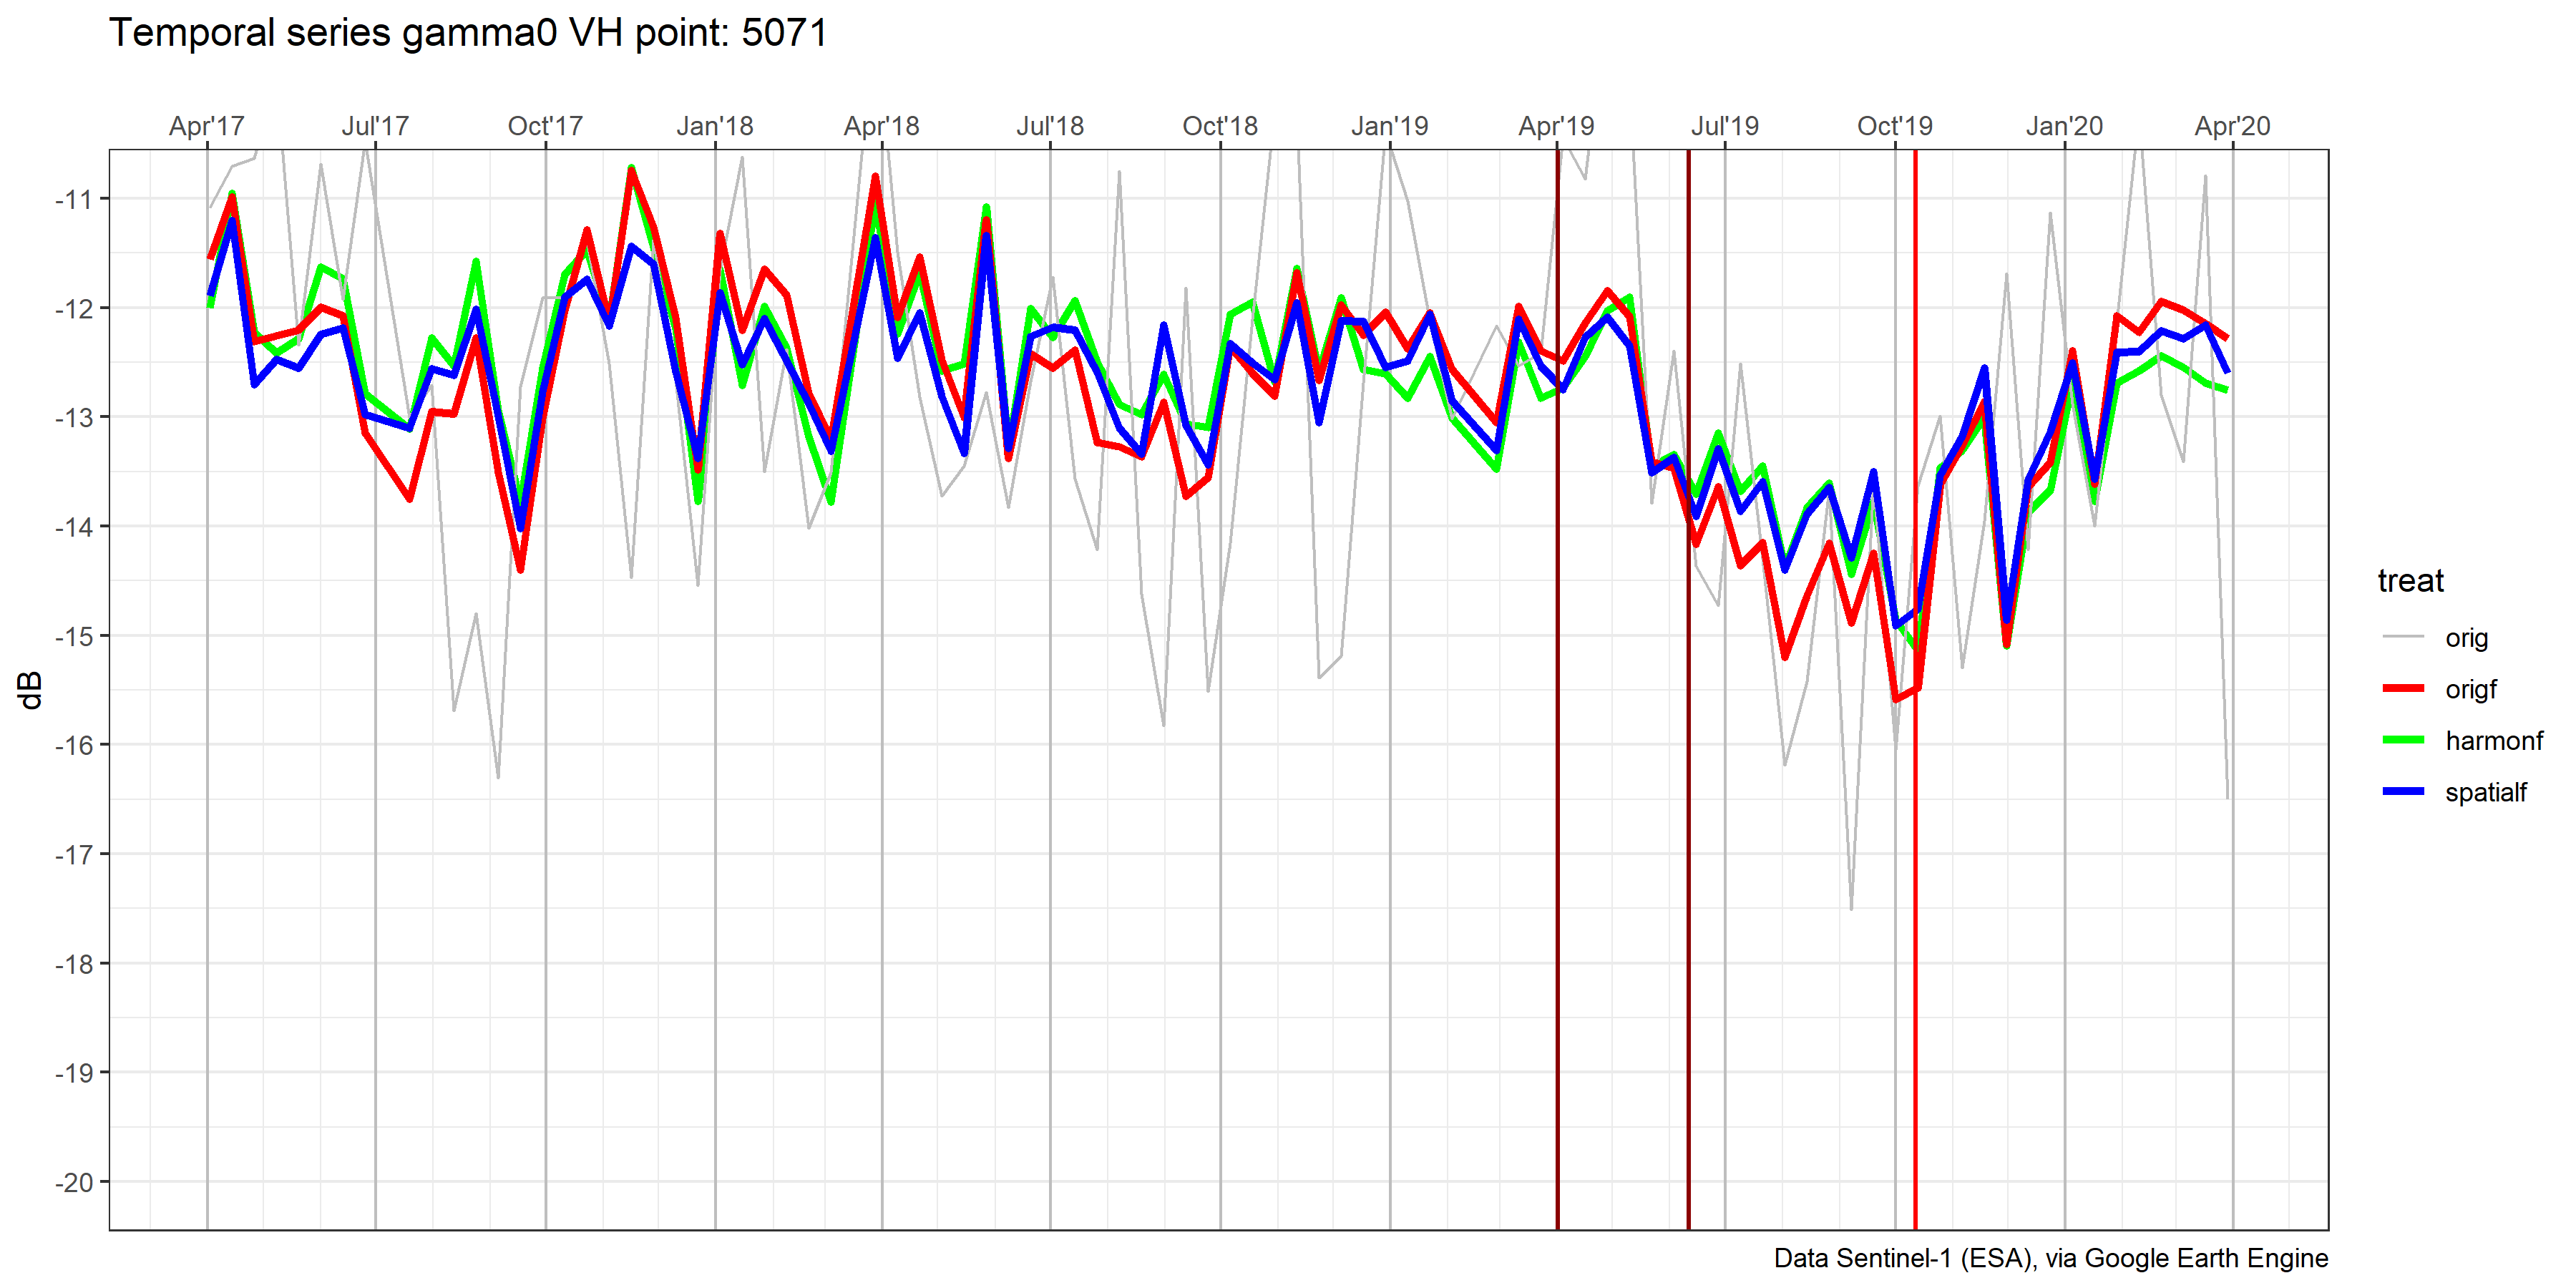 Temporal series gamma0 VH point: 5071
Apr'17 Jul'17 Oct'17 Jan'18 Apr'18 Jul'18 Oct'18 Jan'19 Apr'19 Jul'19 Oct'19 Jan'20 Apr'20
-11
-12
-13
-14
-15
-16
-17
-18
-19
-20
dB
treat
orig
origf
harmonf
spatialf
Data Sentinel-1 (ESA), via Google Earth Engine